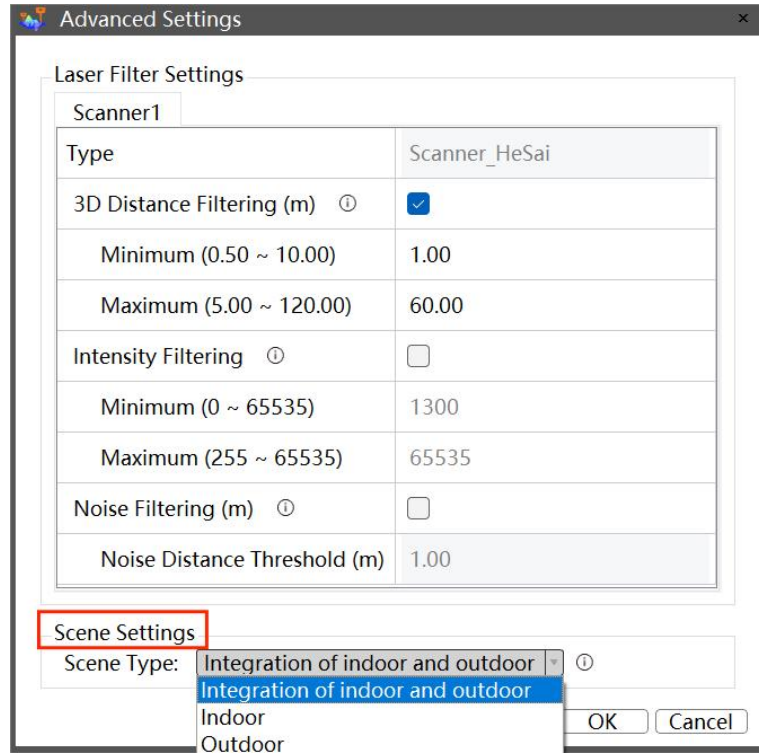 Advanced Settings ×
Laser Filter Settings
Scanner1
Type Scanner_HeSai
3D Distance Filtering (m)
Minimum (0.50 ~ 10.00) 1.00
Maximum (5.00 ~ 120.00) 60.00
Intensity Filtering
Minimum (0 ~ 65535) 1300
Maximum (255 ~ 65535) 65535
Noise Filtering (m)
Noise Distance Threshold (m) 1.00
Scene Settings
Scene Type: Integration of indoor and outdoor
Integration of indoor and outdoor
Indoor OK Cancel
Outdoor